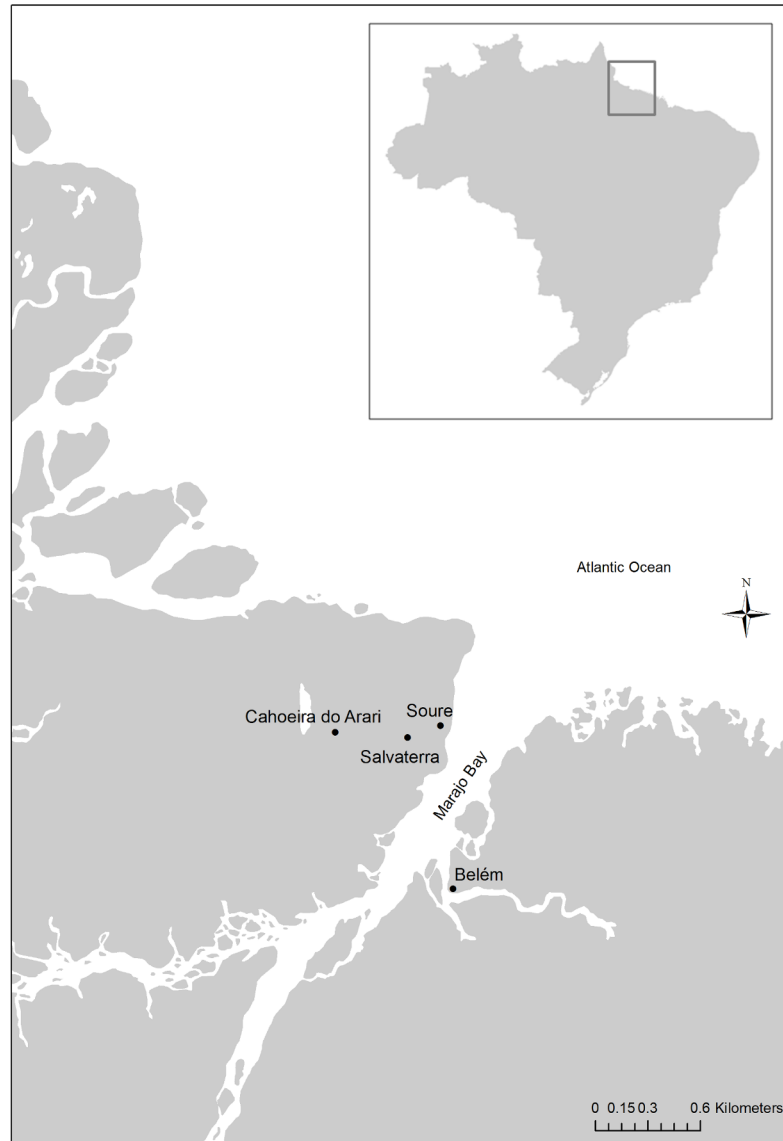 Atlantic Ocean
N
Soure
Cahoeira do Arari
Salvaterra
Marajo Bay
Belém
0 0.15 0.3 0.6 Kilometers